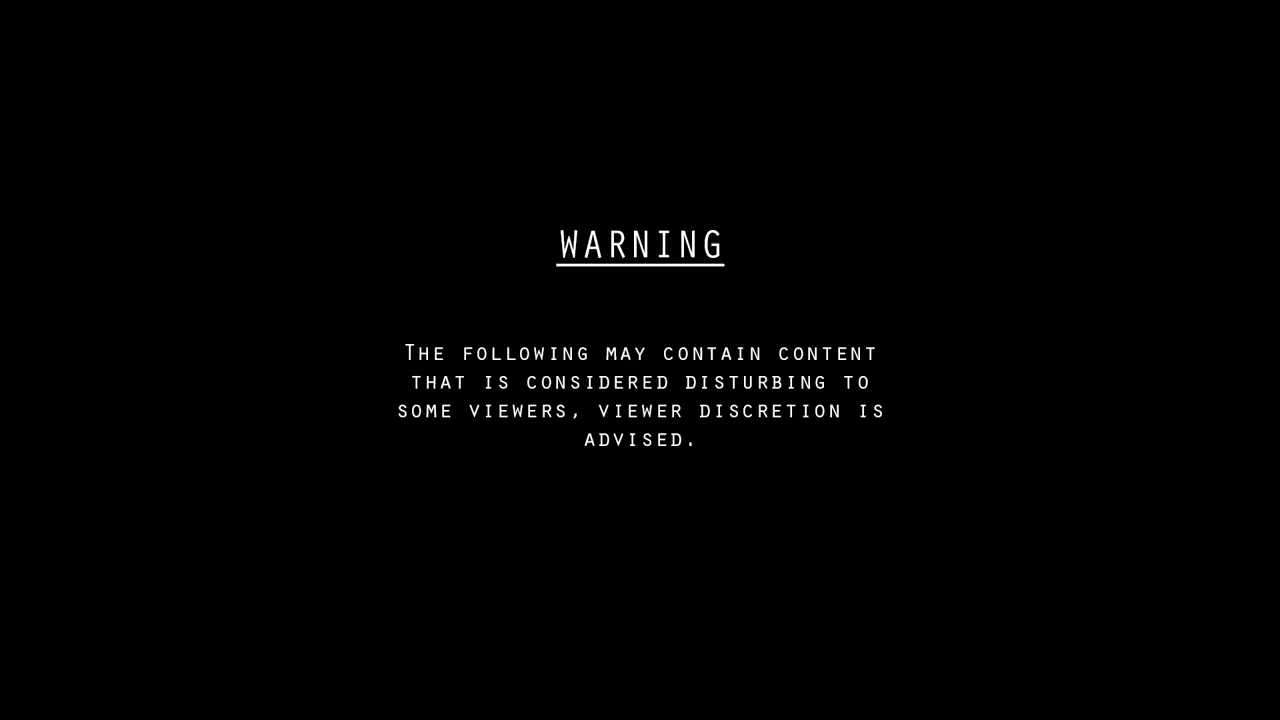 WARNING
The following may contain content
that is considered disturbing to
some viewers, viewer discretion is
advised.